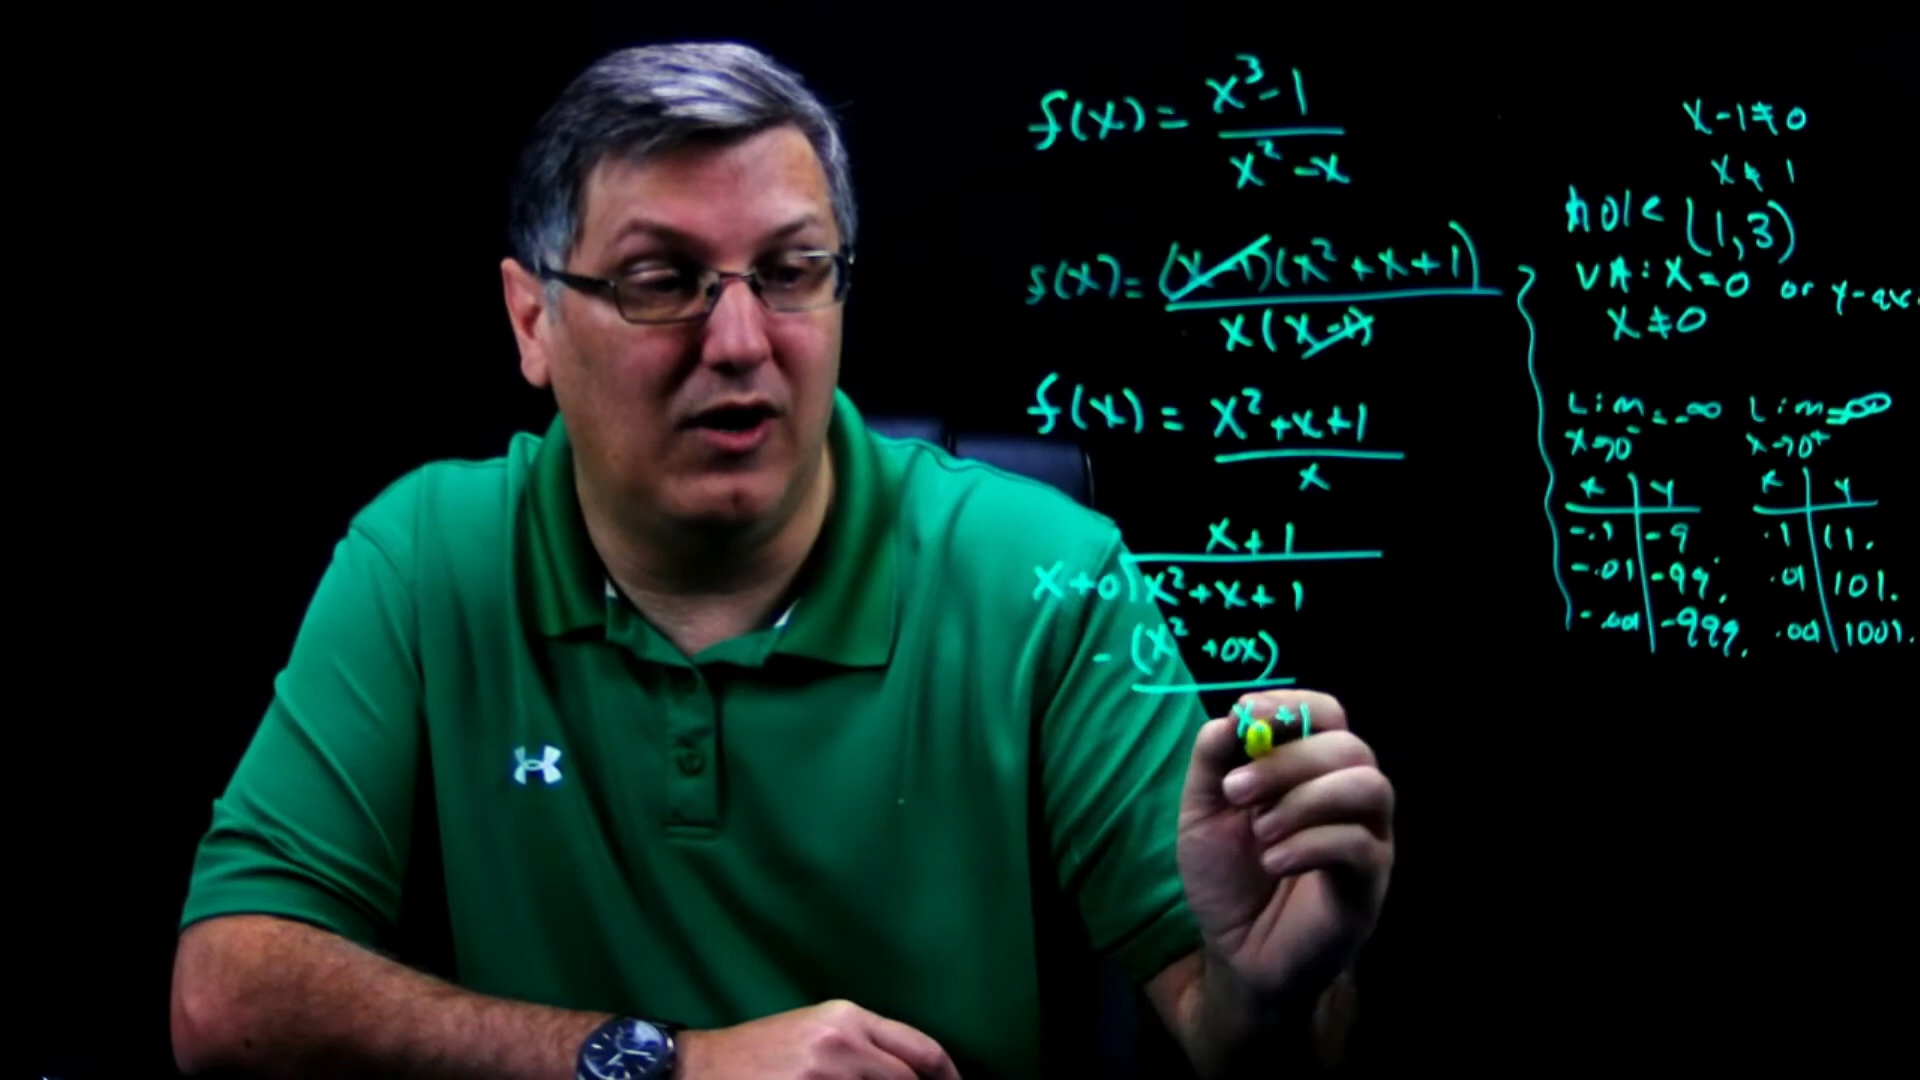 f(x) = x³-1
x² - x
f(x) = (x-1)(x² + x + 1)
x(x-1)
f(x) = x² + x + 1
x
x + 1
x + 0 x² + x + 1
- (x² + 0x)
x + 1
x - 1 ≠ 0
x ≠ 1
hole (1,3)
VA: x = 0 or y-ax
x ≠ 0
Lim = -∞ Lim = ∞
x→0⁻ x→0⁺
x y x y
-.1 -9 .1 11.
-.01 -99. .01 101.
-.001 -999. .001 1001.